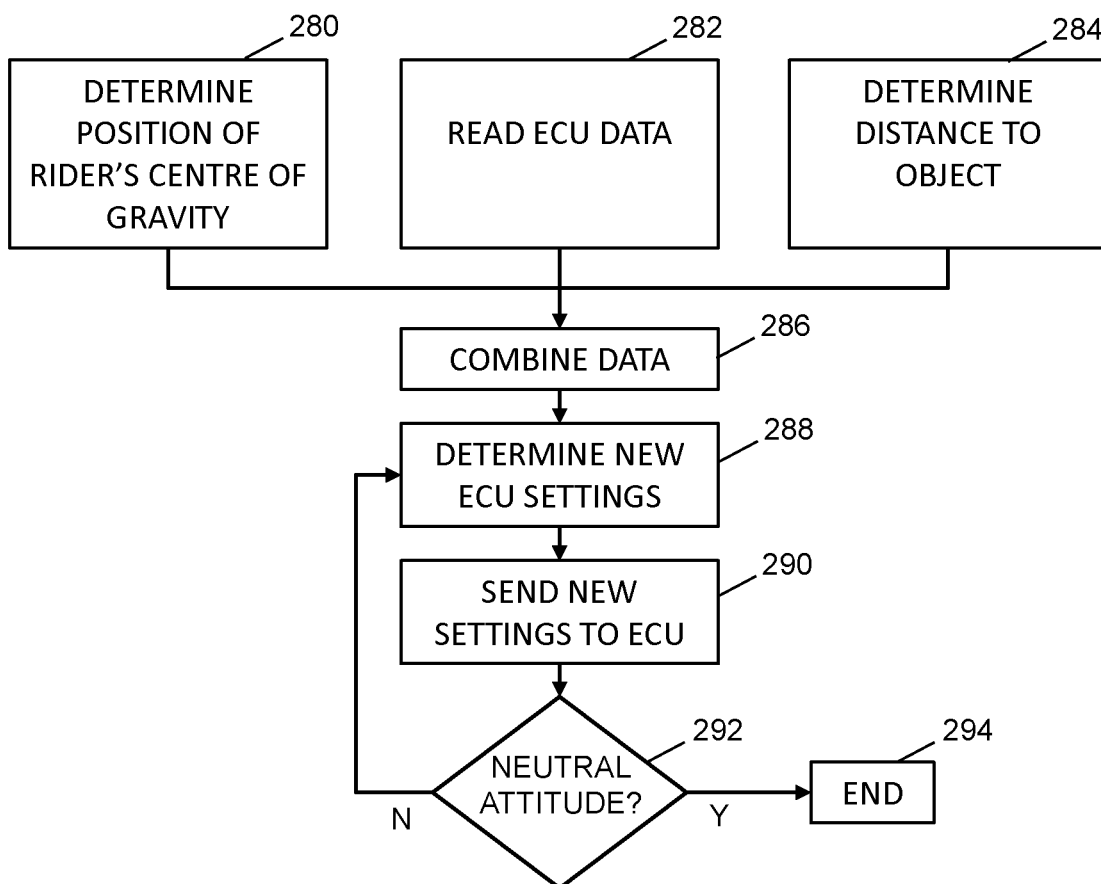 280
DETERMINE
POSITION OF
RIDER’S CENTRE OF
GRAVITY
282
READ ECU DATA
284
DETERMINE
DISTANCE TO
OBJECT
286
COMBINE DATA
288
DETERMINE NEW
ECU SETTINGS
290
SEND NEW
SETTINGS TO ECU
292
NEUTRAL
ATTITUDE?
N
Y
294
END